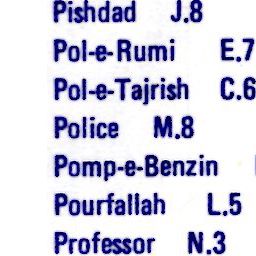 Pishdad J.8
Pol-e-Rumi E.7
Pol-e-Tajrish C.6
Police M.8
Pomp-e-Benzin
Pourfallah L.5
Professor N.3